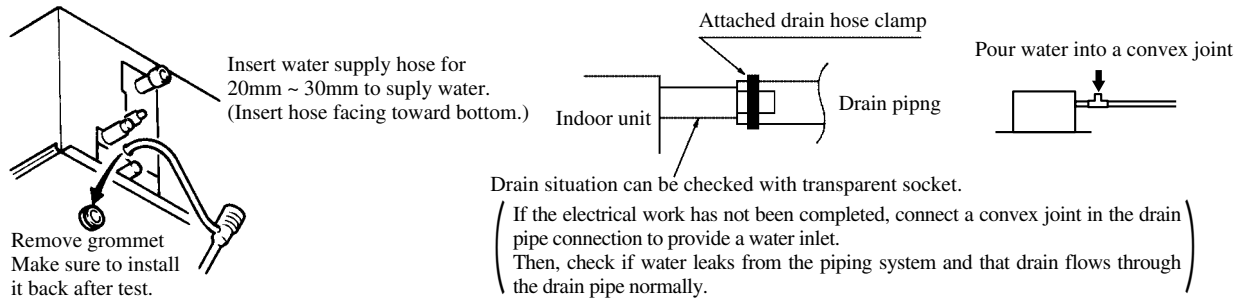 Insert water supply hose for
20mm ~ 30mm to suply water.
(Insert hose facing toward bottom.)
Remove grommet
Make sure to install
it back after test.
Attached drain hose clamp
Indoor unit
Drain pipng
Pour water into a convex joint
Drain situation can be checked with transparent socket.
If the electrical work has not been completed, connect a convex joint in the drain
pipe connection to provide a water inlet.
Then, check if water leaks from the piping system and that drain flows through
the drain pipe normally.